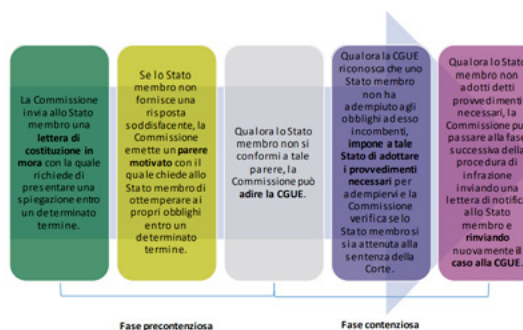 La Commissione
invia allo Stato
membro una
lettera di
costituzione in
mora con la quale
richiede di
presentare una
spiegazione entro
un determinato
termine.
Se lo Stato
membro non
fornisce una
risposta
soddisfacente, la
Commissione
emette un parere
motivato con il
quale chiede allo
Stato membro di
ottemperare ai
propri obblighi
entro un
determinato
termine.
Qualora lo Stato
membro non si
conformi a tale
parere, la
Commissione può
adire la CGUE.
Qualora la CGUE
riconosca che uno
Stato membro non
ha adempiuto agli
obblighi ad esso
incombenti,
impone a tale
Stato di adottare
i provvedimenti
necessari per
adempiervi e la
Commissione
verifica se lo
Stato membro si
sia attenuta alla
sentenza della
Corte.
Qualora lo Stato
membro non
adotti detti
provvedimenti
necessari, la
Commissione può
passare alla fase
successiva della
procedura di
infrazione
inviando una
lettera di notifica
allo Stato
membro e
rinviando
nuovamente il
caso alla CGUE.
Fase precontenziosa
Fase contenziosa